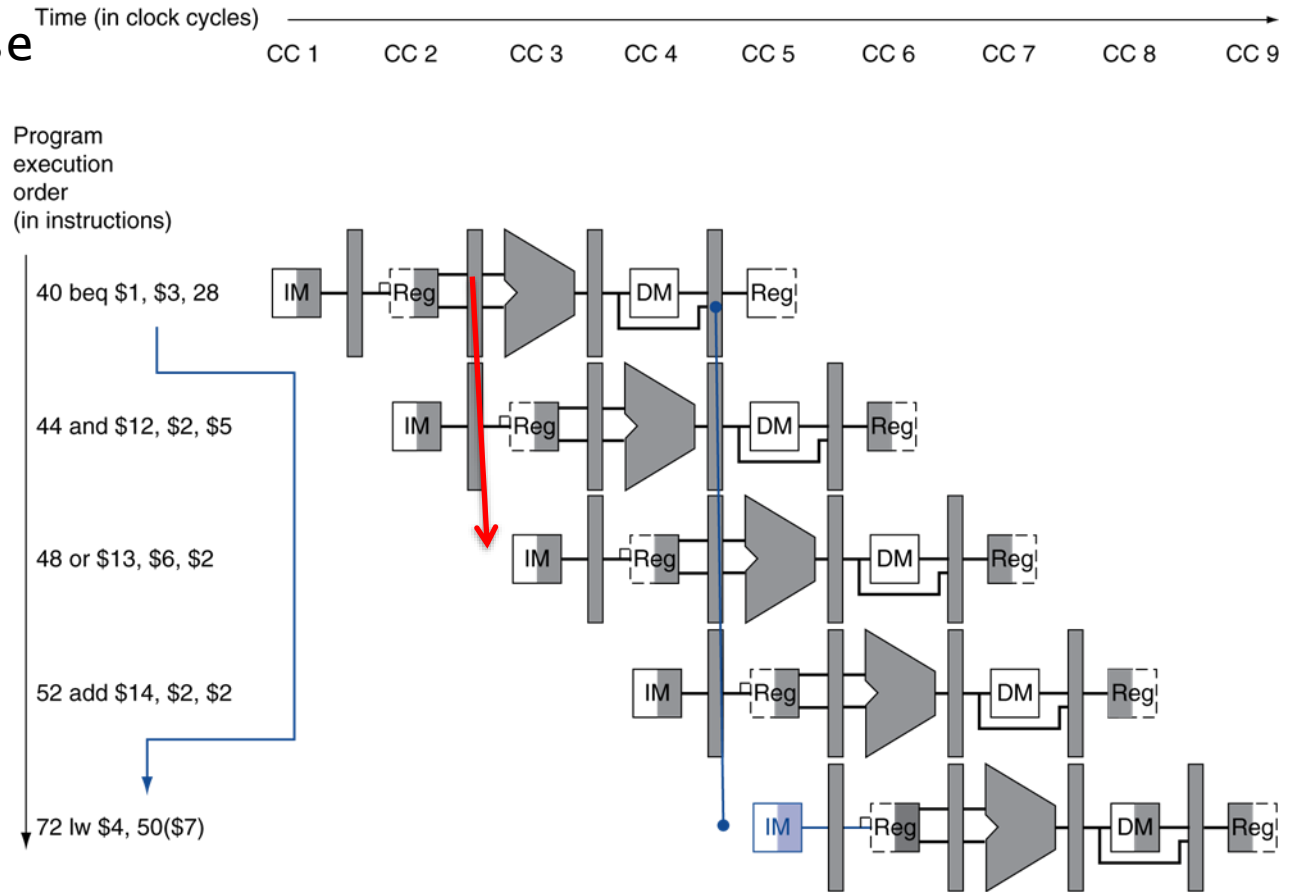 Time (in clock cycles)
se
CC 1 CC 2 CC 3 CC 4 CC 5 CC 6 CC 7 CC 8 CC 9
Program
execution
order
(in instructions)
40 beq $1, $3, 28
IM Reg DM Reg
44 and $12, $2, $5
IM Reg DM Reg
48 or $13, $6, $2
IM Reg DM Reg
52 add $14, $2, $2
IM Reg DM Reg
72 lw $4, 50($7)
IM Reg DM Reg